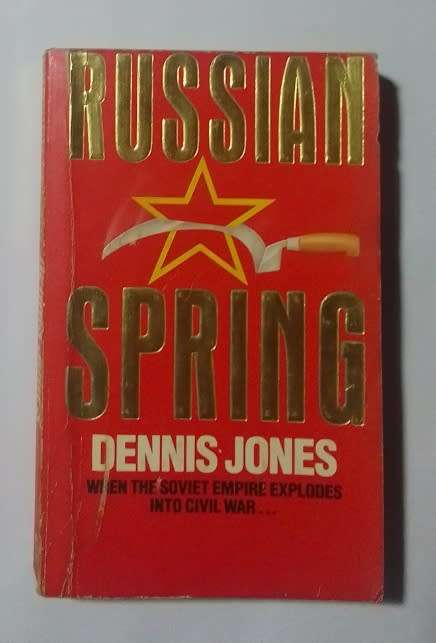 RUSSIAN
SPRING
DENNIS JONES
WHEN THE SOVIET EMPIRE EXPLODES
INTO CIVIL WAR...